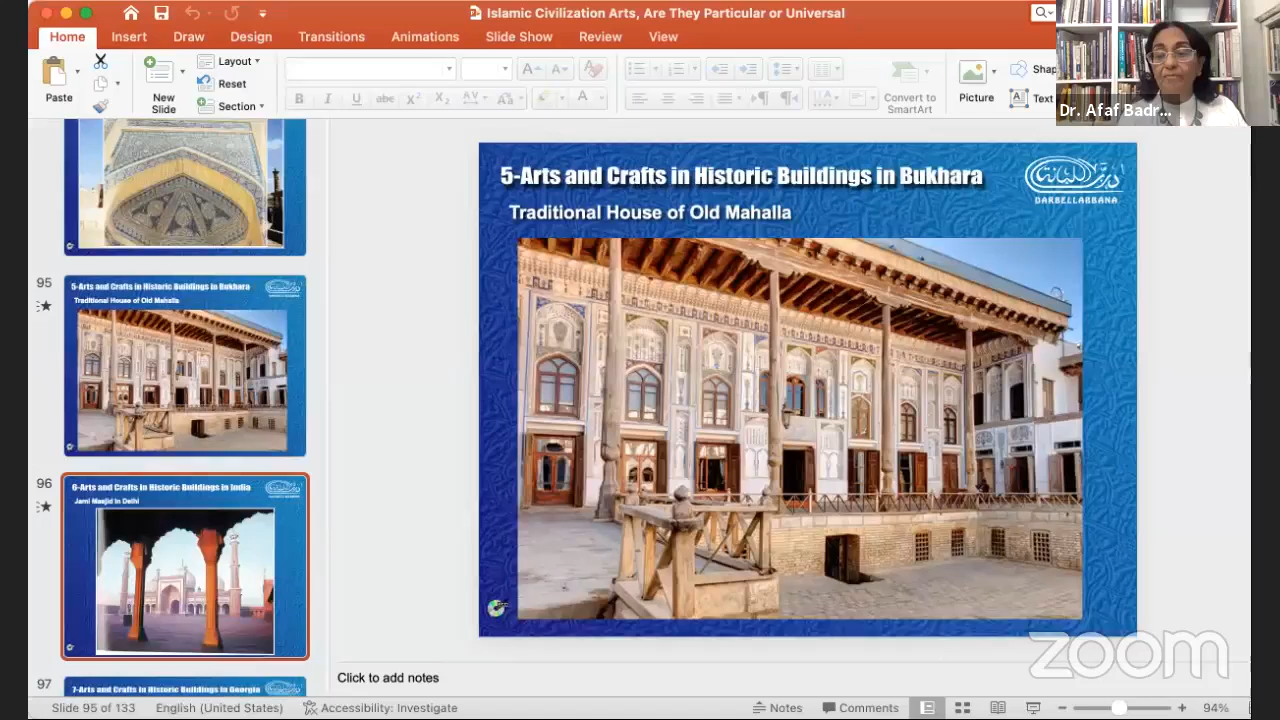 Islamic Civilization Arts, Are They Particular or Universal
Home Insert Draw Design Transitions Animations Slide Show Review View
Paste
New
Slide
Layout
Reset
Section
Convert to
SmartArt
Picture
Shap
Text
Dr. Afaf Badr...
95
5-Arts and Crafts in Historic Buildings in Bukhara
Traditional House of Old Mahalla
96
6-Arts and Crafts in Historic Buildings in India
Jami Masjid in Delhi
97
7-Arts and Crafts in Historic Buildings in Georgia
5-Arts and Crafts in Historic Buildings in Bukhara
Traditional House of Old Mahalla
DARBELLABBANA
Click to add notes
zoom
Slide 95 of 133 English (United States) Accessibility: Investigate Notes Comments 94%